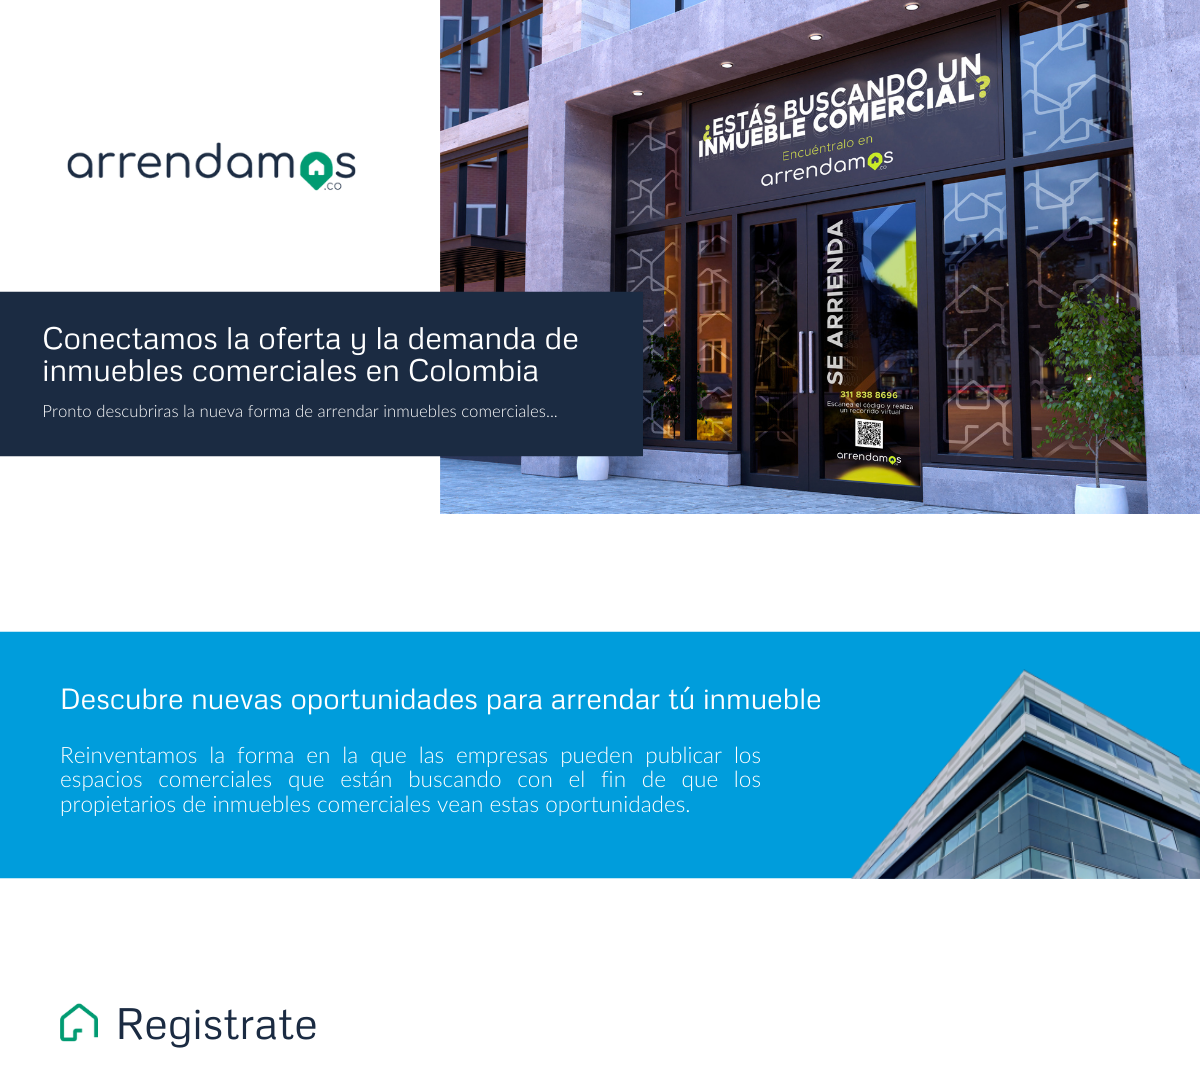 arrendamos
.co
¿ESTÁS BUSCANDO UN
INMUEBLE COMERCIAL?
Encuéntralo en
arrendamos
.co
SE ARRIENDA
311 838 8696
Escanea el código y realiza
un recorrido virtual
arrendamos
Conectamos la oferta y la demanda de
inmuebles comerciales en Colombia
Pronto descubriras la nueva forma de arrendar inmuebles comerciales...
Descubre nuevas oportunidades para arrendar tú inmueble
Reinventamos la forma en la que las empresas pueden publicar los
espacios comerciales que están buscando con el fin de que los
propietarios de inmuebles comerciales vean estas oportunidades.
Registrate